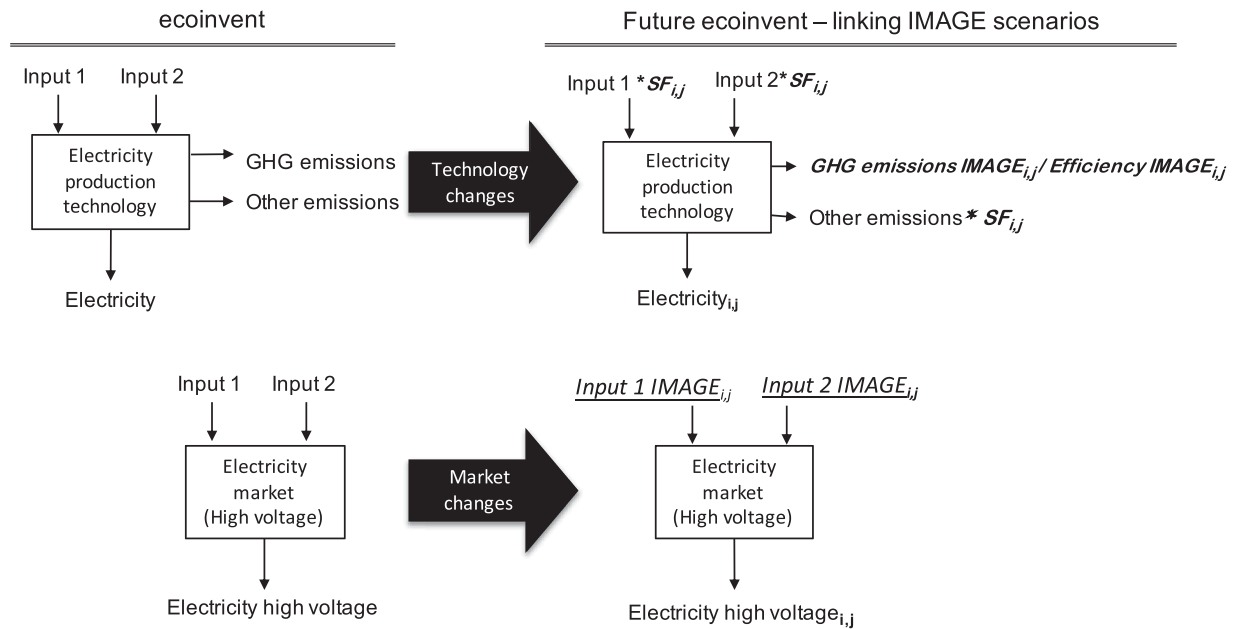 ecoinvent
Future ecoinvent – linking IMAGE scenarios
Input 1
Input 2
Electricity
production
technology
GHG emissions
Other emissions
Electricity
Technology
changes
Input 1 *SFi,j
Input 2*SFi,j
Electricity
production
technology
GHG emissions IMAGEi,j/ Efficiency IMAGEi,j
Other emissions* SFi,j
Electricityi,j
Input 1
Input 2
Electricity
market
(High voltage)
Electricity high voltage
Market
changes
Input 1 IMAGEi,j
Input 2 IMAGEi,j
Electricity
market
(High voltage)
Electricity high voltagei,j